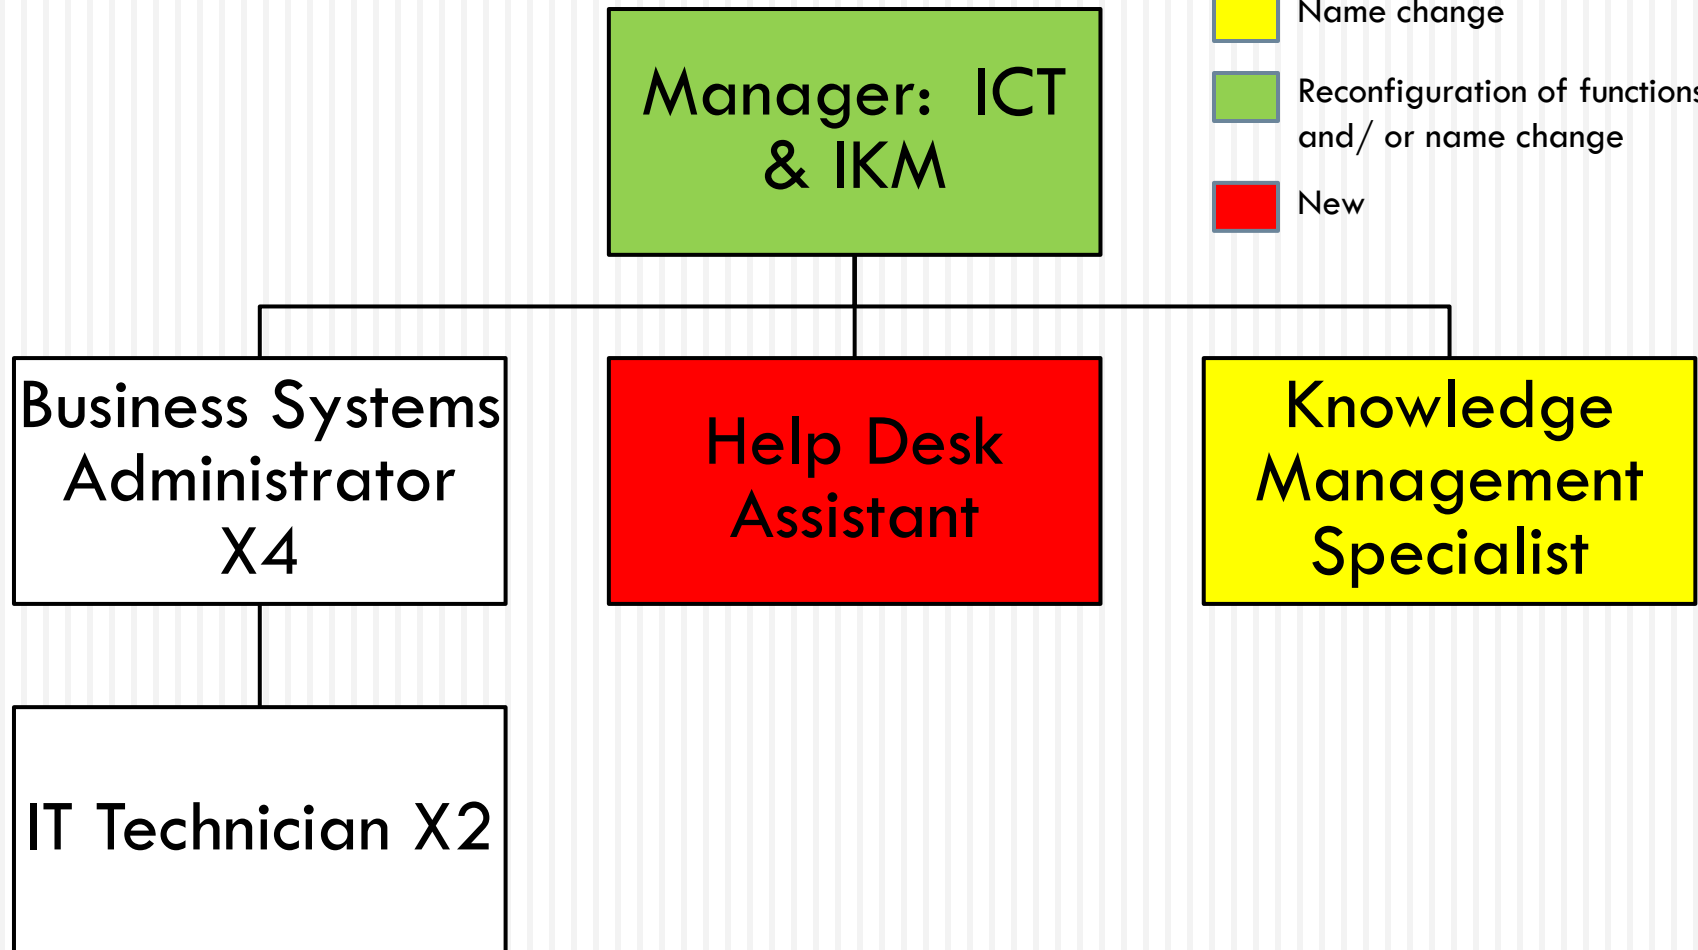 Name change
Manager: ICT
& IKM
Reconfiguration of functions
and/ or name change
New
Business Systems
Administrator
X4
Help Desk
Assistant
Knowledge
Management
Specialist
IT Technician X2